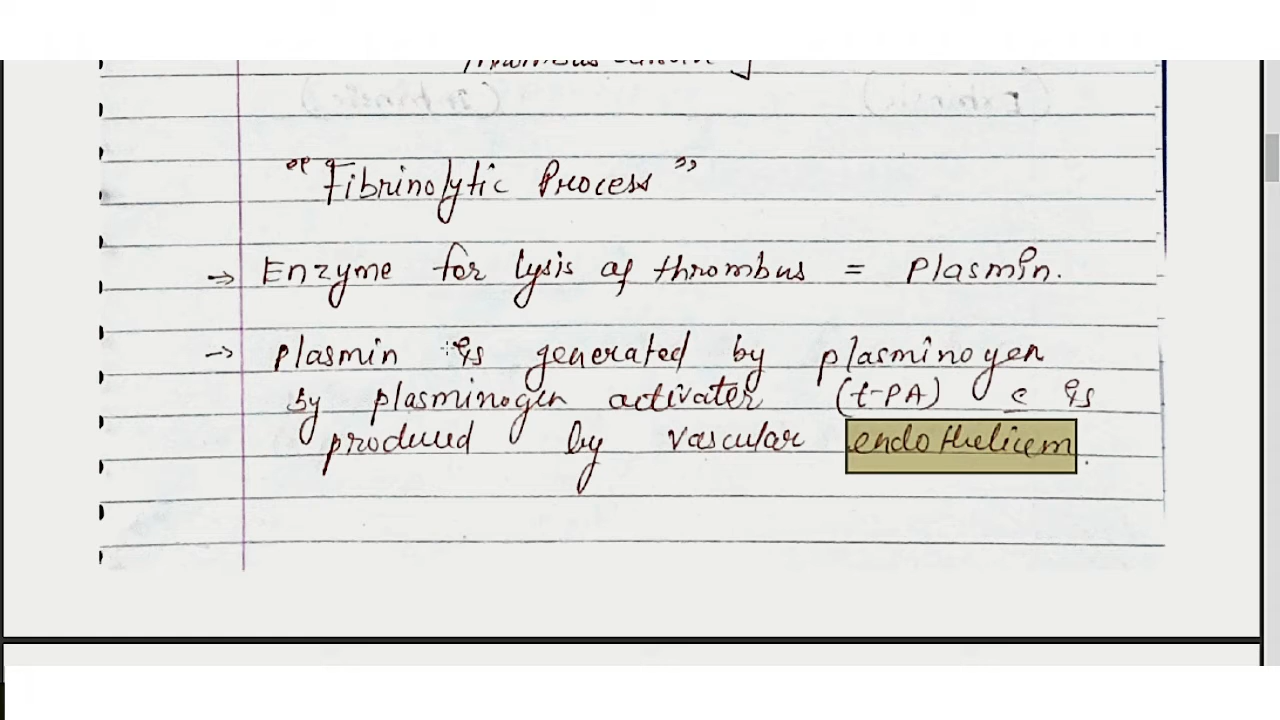 "Fibrinolytic Process"
→ Enzyme for lysis of thrombus = Plasmin.
→ Plasmin is generated by plasminogen
by plasminogen activater (t-PA) c is
produced by vascular endothelium.